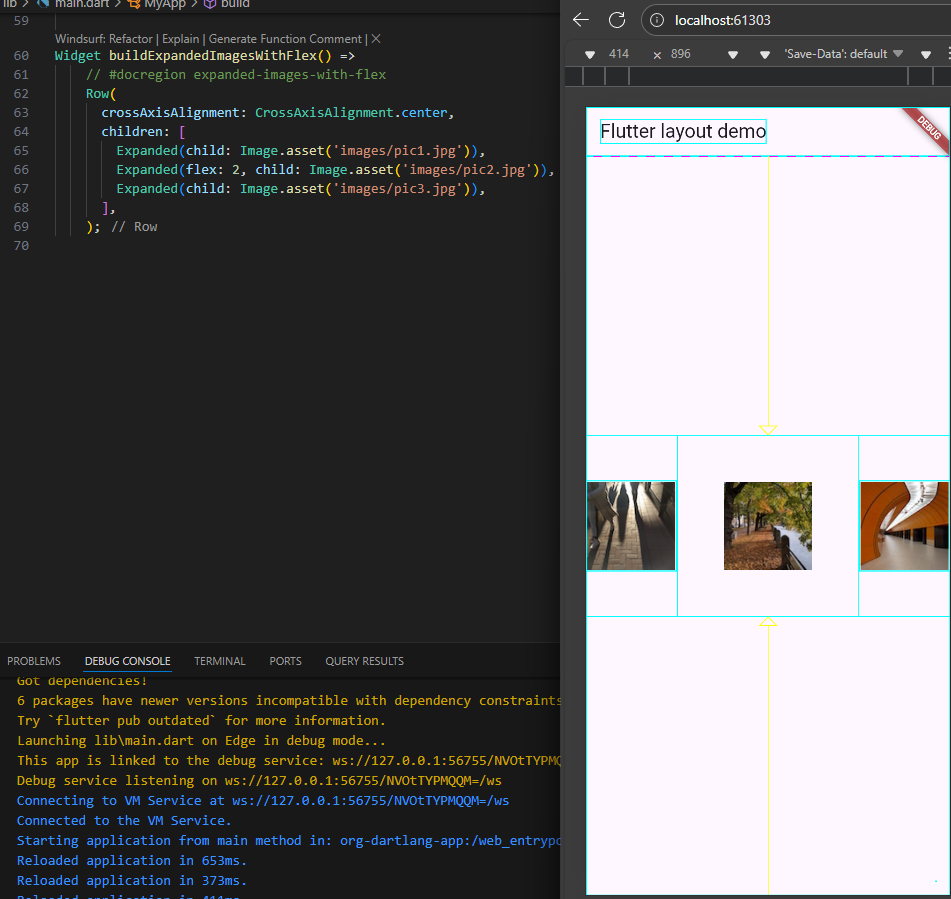 lib > main.dart > MyApp > build
59
Windsurf: Refactor | Explain | Generate Function Comment | ×
60 Widget buildExpandedImagesWithFlex() =>
61 // #docregion expanded-images-with-flex
62 Row(
63 crossAxisAlignment: CrossAxisAlignment.center,
64 children: [
65 Expanded(child: Image.asset('images/pic1.jpg')),
66 Expanded(flex: 2, child: Image.asset('images/pic2.jpg')),
67 Expanded(child: Image.asset('images/pic3.jpg')),
68 ],
69 ); // Row
70
PROBLEMS DEBUG CONSOLE TERMINAL PORTS QUERY RESULTS
Got dependencies!
6 packages have newer versions incompatible with dependency constraints
Try `flutter pub outdated` for more information.
Launching lib\main.dart on Edge in debug mode...
This app is linked to the debug service: ws://127.0.0.1:56755/NVOtTYPMQ
Debug service listening on ws://127.0.0.1:56755/NVOtTYPMQQM=/ws
Connecting to VM Service at ws://127.0.0.1:56755/NVOtTYPMQQM=/ws
Connected to the VM Service.
Starting application from main method in: org-dartlang-app:/web_entrypo
Reloaded application in 653ms.
Reloaded application in 373ms.
Reloaded application in 411ms.
localhost:61303
414 × 896 'Save-Data': default
Flutter layout demo
DEBUG